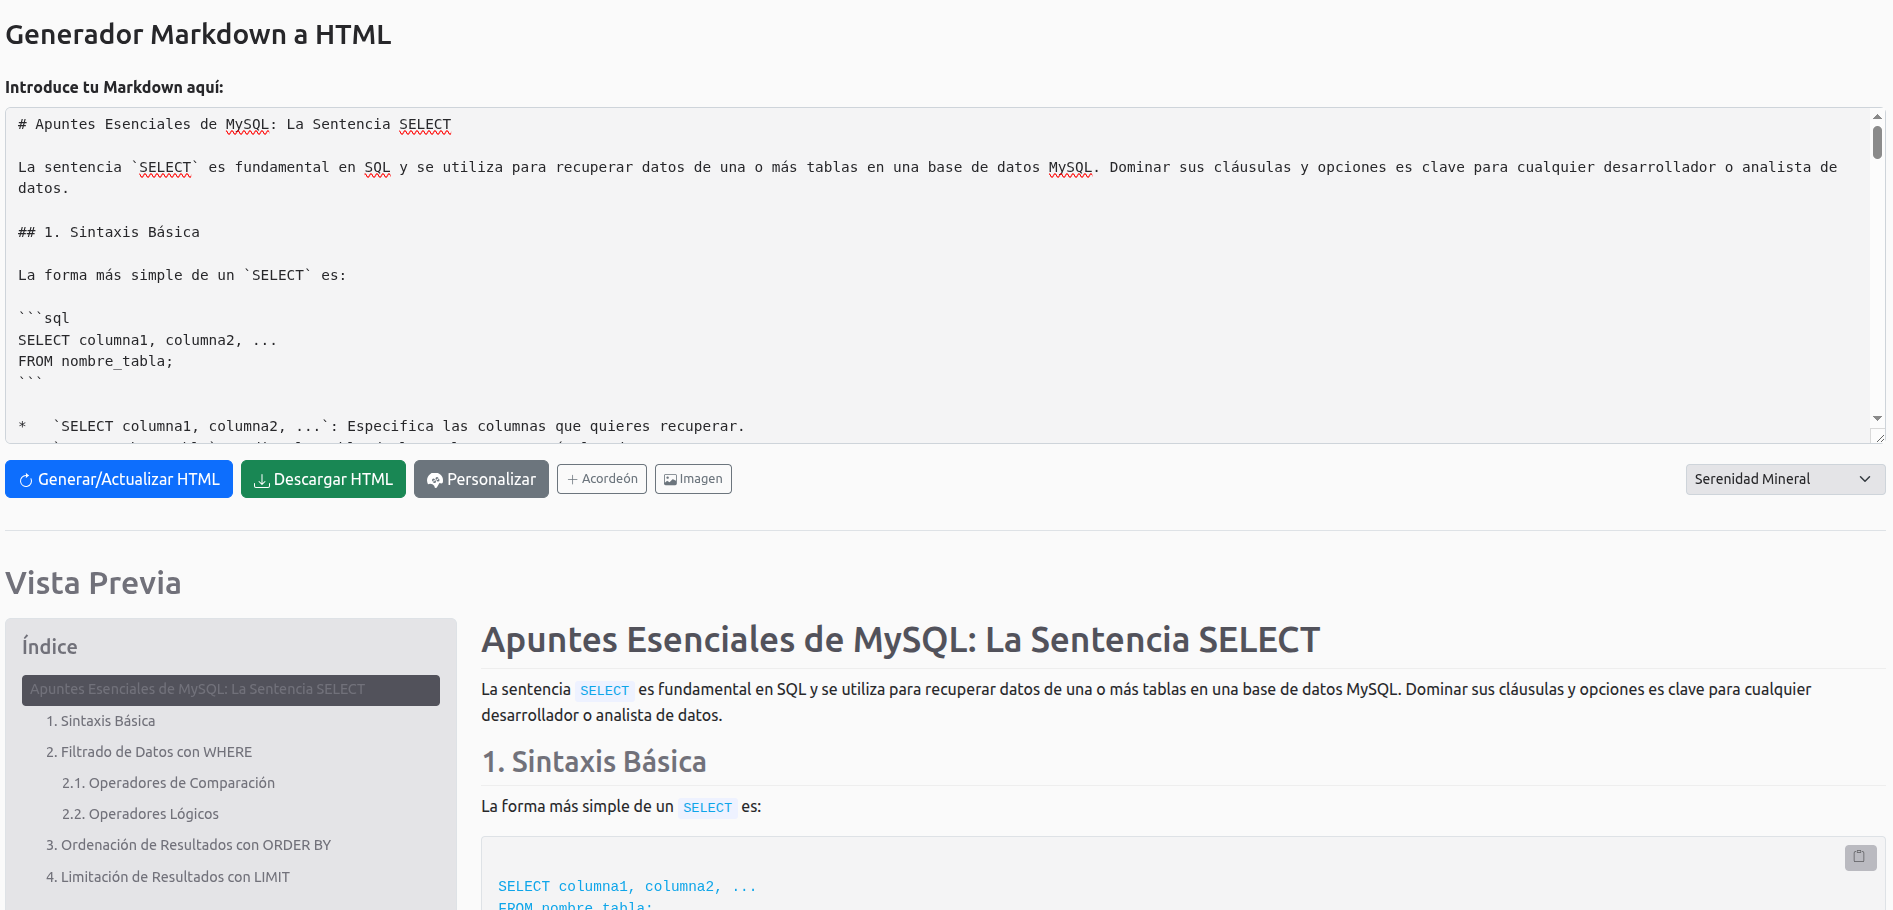 Generador Markdown a HTML
Introduce tu Markdown aquí:
# Apuntes Esenciales de MySQL: La Sentencia SELECT
La sentencia `SELECT` es fundamental en SQL y se utiliza para recuperar datos de una o más tablas en una base de datos MySQL. Dominar sus cláusulas y opciones es clave para cualquier desarrollador o analista de
datos.
## 1. Sintaxis Básica
La forma más simple de un `SELECT` es:
```sql
SELECT columna1, columna2, ...
FROM nombre_tabla;
```
*   `SELECT columna1, columna2, ...`: Especifica las columnas que quieres recuperar.
Generar/Actualizar HTML
Descargar HTML
Personalizar
+ Acordeón
Imagen
Serenidad Mineral
Vista Previa
Índice
Apuntes Esenciales de MySQL: La Sentencia SELECT
1. Sintaxis Básica
2. Filtrado de Datos con WHERE
2.1. Operadores de Comparación
2.2. Operadores Lógicos
3. Ordenación de Resultados con ORDER BY
4. Limitación de Resultados con LIMIT
Apuntes Esenciales de MySQL: La Sentencia SELECT
La sentencia SELECT es fundamental en SQL y se utiliza para recuperar datos de una o más tablas en una base de datos MySQL. Dominar sus cláusulas y opciones es clave para cualquier
desarrollador o analista de datos.
1. Sintaxis Básica
La forma más simple de un SELECT es:
SELECT columna1, columna2, ...
FROM nombre_tabla;